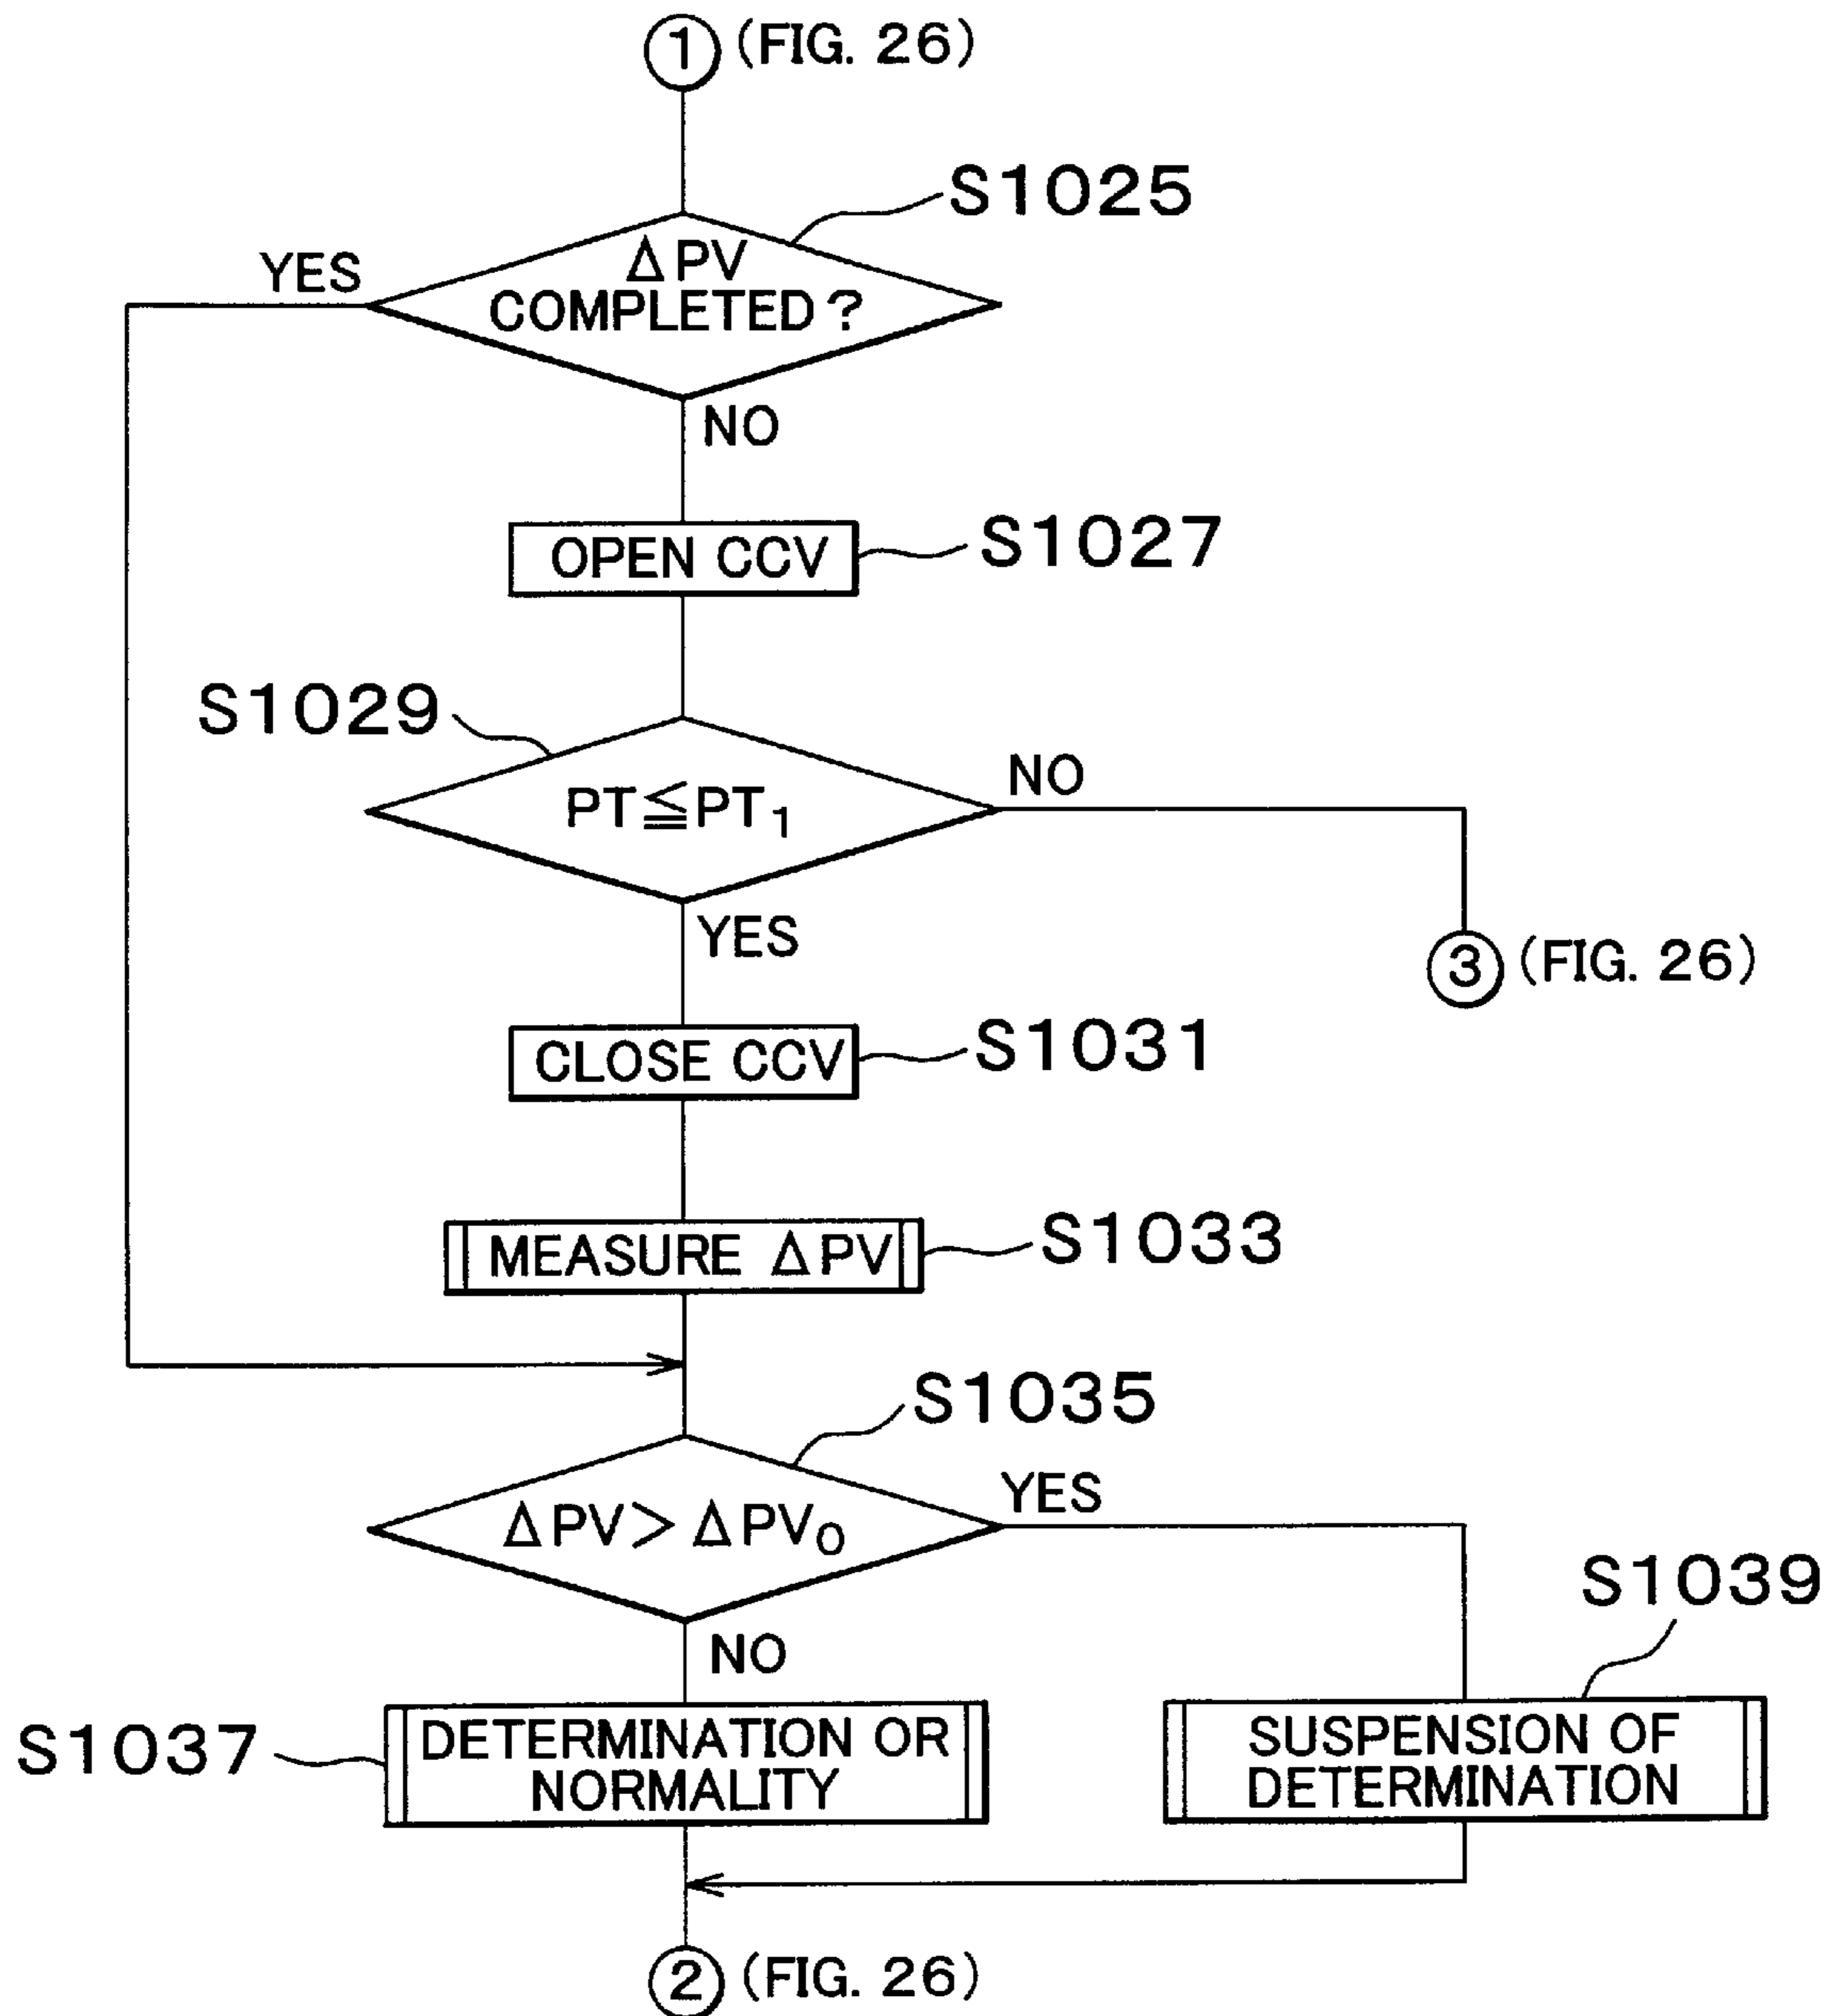 ① (FIG. 26)
S1025
YES
ΔPV
COMPLETED?
NO
OPEN CCV
S1027
S1029
PT≦PT₁
NO
YES
③ (FIG. 26)
CLOSE CCV
S1031
MEASURE ΔPV
S1033
S1035
ΔPV>ΔPV₀
YES
NO
S1039
S1037
DETERMINATION OR
NORMALITY
SUSPENSION OF
DETERMINATION
② (FIG. 26)